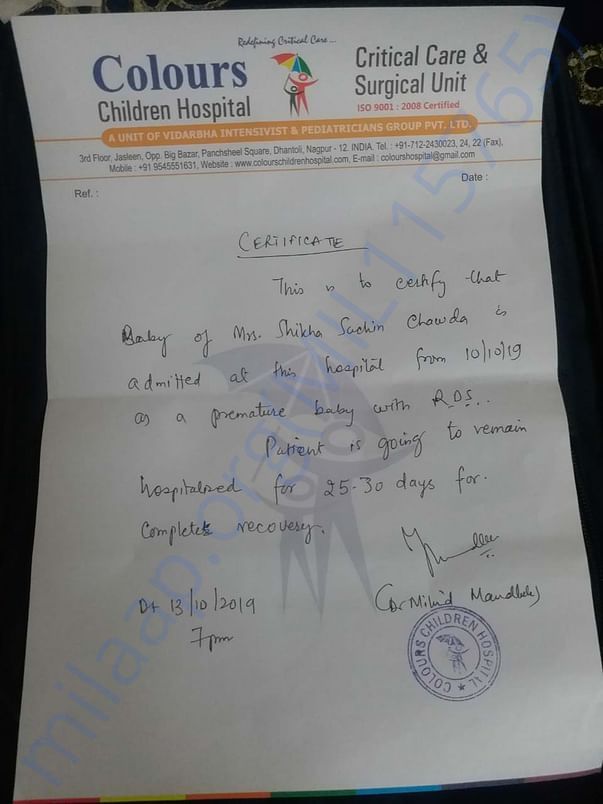 Redefining Critical Care ...
Colours
Children Hospital
Critical Care &
Surgical Unit
ISO 9001 : 2008 Certified
A UNIT OF VIDARBHA INTENSIVIST & PEDIATRICIANS GROUP PVT. LTD.
3rd Floor, Jasleen, Opp. Big Bazar, Panchsheel Square, Dhantoli, Nagpur - 12. INDIA. Tel. : +91-712-2430023, 24, 22 (Fax),
Mobile : +91 9545551631, Website : www.colourschildrenhospital.com, E-mail : colourshospital@gmail.com
Ref. :
Date :
CERTIFICATE
This is to certify that
Baby of Mrs. Shikha Sachin Chawda is
admitted at this hospital from 10/10/19
as a premature baby with R.D.S..
Patient is going to remain
hospitalized for 25-30 days for.
Complete recovery.
(Dr Milind Mandlik)
Dt 13/10/2019
7pm
COLOURS CHILDREN HOSPITAL
milaap.org(MIL115765)